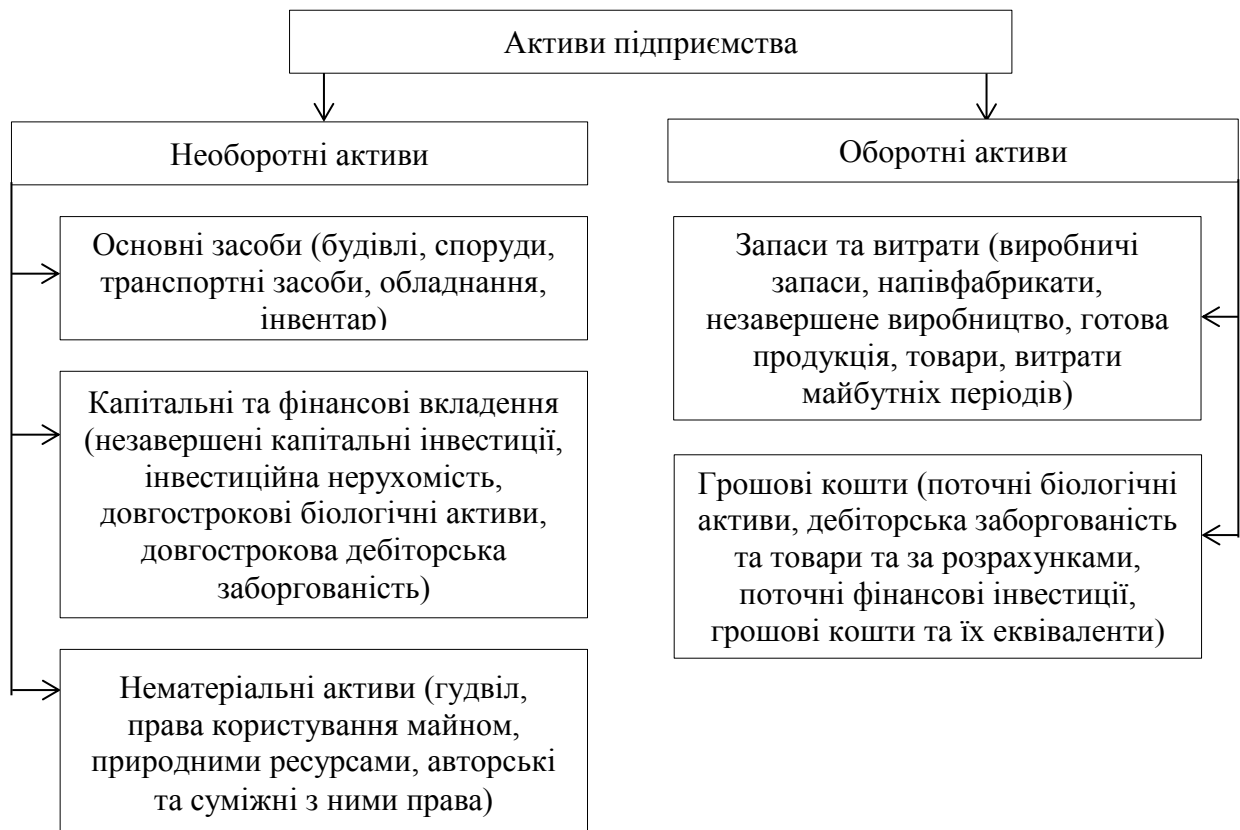 Активи підприємства
Необоротні активи
Основні засоби (будівлі, споруди,
транспортні засоби, обладнання,
інвентар)
Капітальні та фінансові вкладення
(незавершені капітальні інвестиції,
інвестиційна нерухомість,
довгострокові біологічні активи,
довгострокова дебіторська
заборгованість)
Нематеріальні активи (гудвіл,
права користування майном,
природними ресурсами, авторські
та суміжні з ними права)
Оборотні активи
Запаси та витрати (виробничі
запаси, напівфабрикати,
незавершене виробництво, готова
продукція, товари, витрати
майбутніх періодів)
Грошові кошти (поточні біологічні
активи, дебіторська заборгованість
та товари та за розрахунками,
поточні фінансові інвестиції,
грошові кошти та їх еквіваленти)